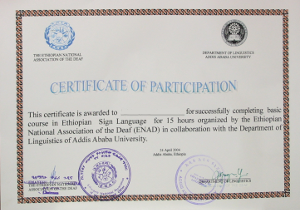 THE ETHIOPIAN NATIONAL
ASSOCIATION OF THE DEAF
DEPARTMENT OF LINGUISTICS
ADDIS ABABA UNIVERSITY
CERTIFICATE OF PARTICIPATION
This certificate is awarded to ____________ for successfully completing basic
course in Ethiopian Sign Language for 15 hours organized by the Ethiopian
National Association of the Deaf (ENAD) in collaboration with the Department of
Linguistics of Addis Ababa University.
Addis Ababa, Ethiopia